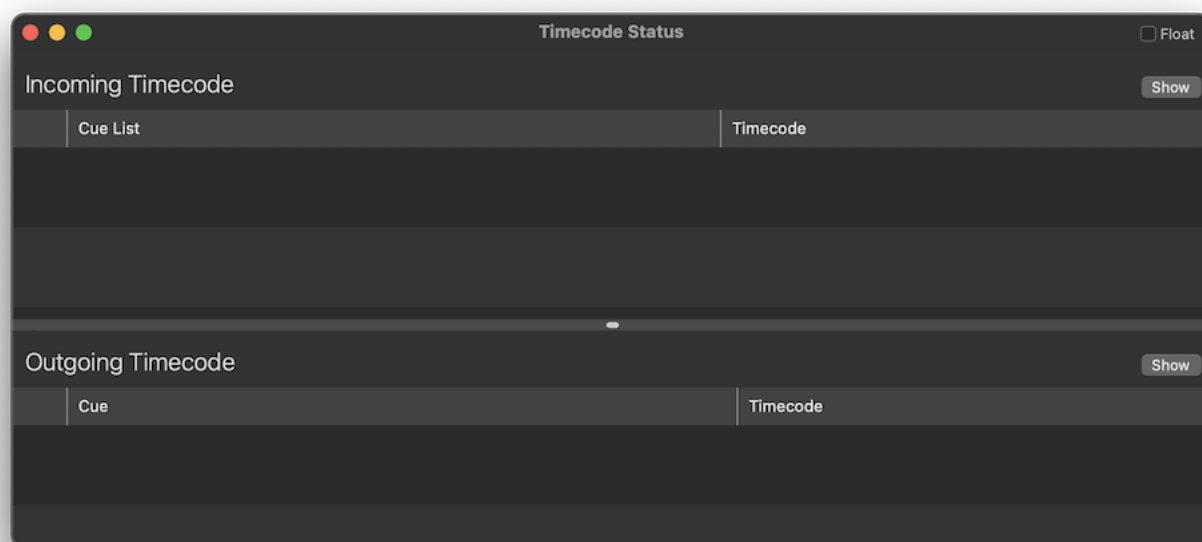 Timecode Status
Float
Incoming Timecode
Show
Cue List
Timecode
Outgoing Timecode
Show
Cue
Timecode